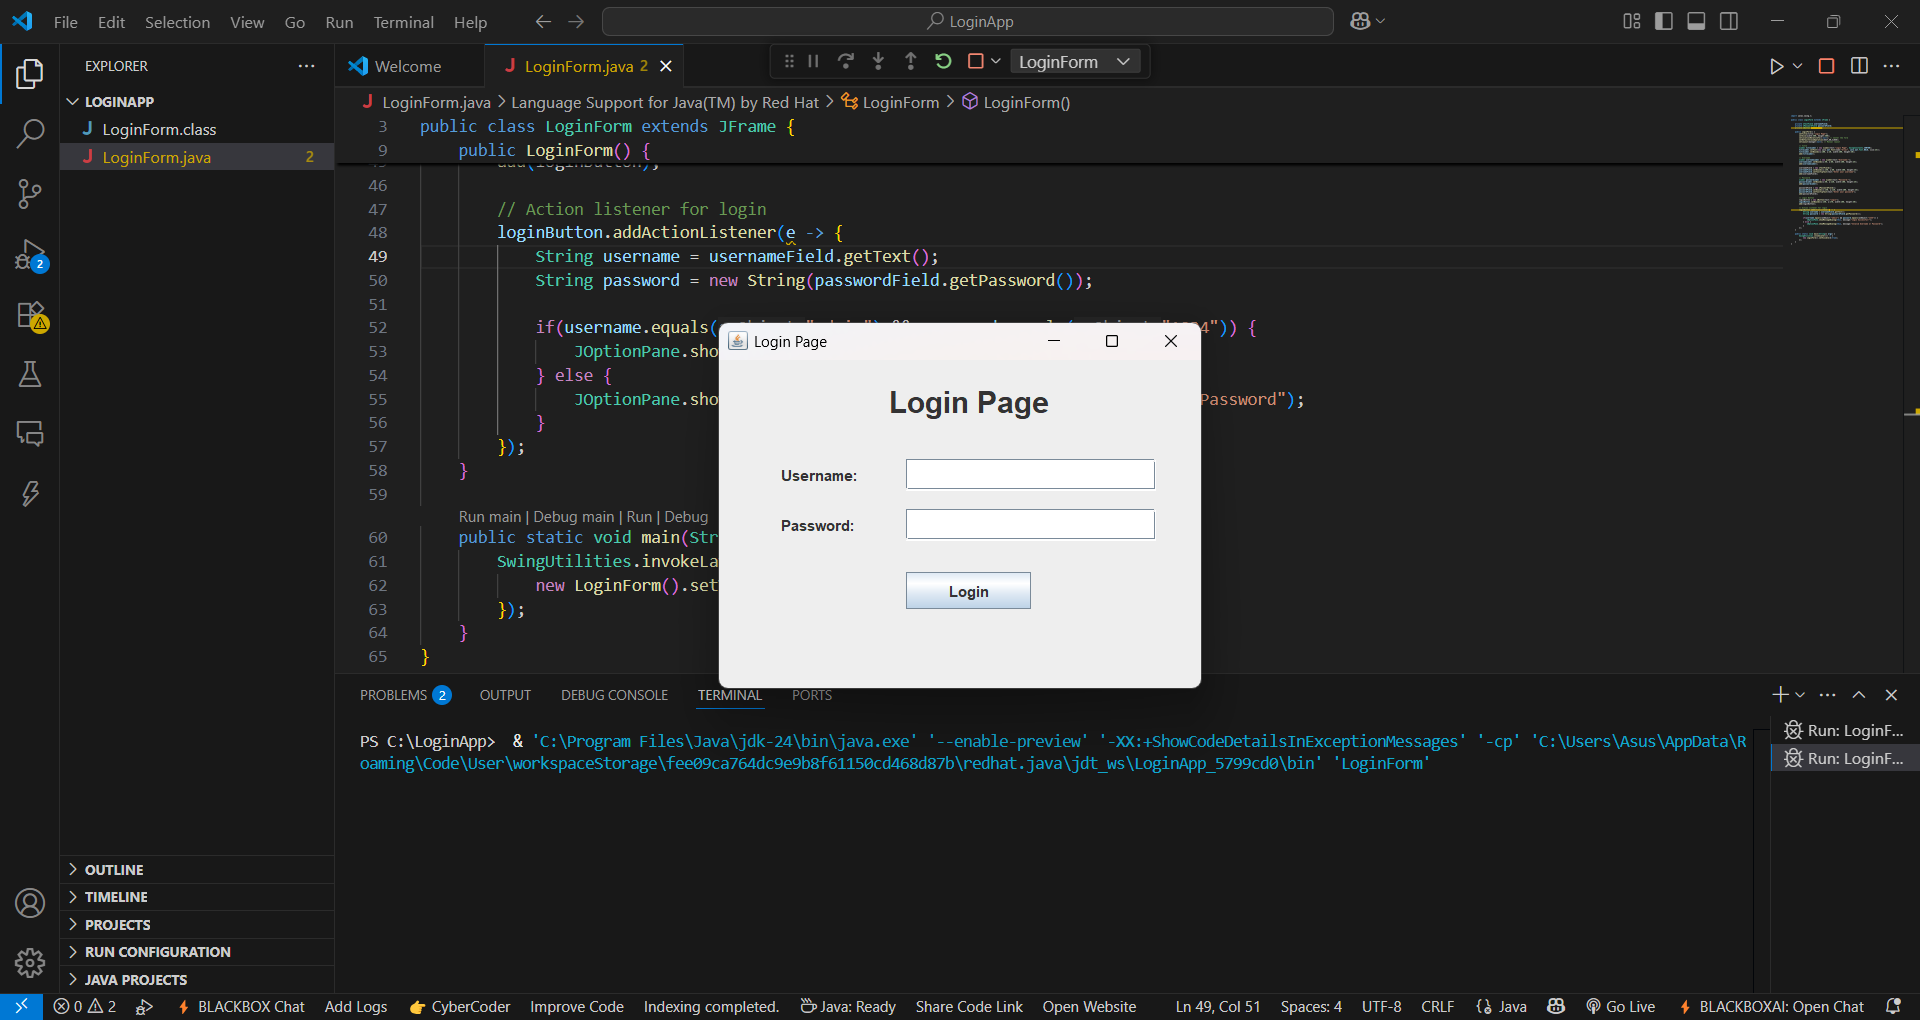 File Edit Selection View Go Run Terminal Help
LoginApp
EXPLORER
Welcome
J LoginForm.java 2
LoginForm
LOGINAPP
J LoginForm.class
J LoginForm.java 2
J LoginForm.java > Language Support for Java(TM) by Red Hat > LoginForm > LoginForm()
3 public class LoginForm extends JFrame {
9 public LoginForm() {
46
47 // Action listener for login
48 loginButton.addActionListener(e -> {
49 String username = usernameField.getText();
50 String password = new String(passwordField.getPassword());
51
52 if(username.equals( 4")) {
53 JOptionPane.sho
54 } else {
55 JOptionPane.sho Password");
56 }
57 });
58 }
59
Run main | Debug main | Run | Debug
60 public static void main(Str
61 SwingUtilities.invokeLa
62 new LoginForm().set
63 });
64 }
65 }
Login Page
Login Page
Username:
Password:
Login
2
PROBLEMS 2 OUTPUT DEBUG CONSOLE TERMINAL PORTS
PS C:\LoginApp> & 'C:\Program Files\Java\jdk-24\bin\java.exe' '--enable-preview' '-XX:+ShowCodeDetailsInExceptionMessages' '-cp' 'C:\Users\Asus\AppData\R
oaming\Code\User\workspaceStorage\fee09ca764dc9e9b8f61150cd468d87b\redhat.java\jdt_ws\LoginApp_5799cd0\bin' 'LoginForm'
Run: LoginF...
Run: LoginF...
OUTLINE
TIMELINE
PROJECTS
RUN CONFIGURATION
JAVA PROJECTS
0 2 BLACKBOX Chat Add Logs CyberCoder Improve Code Indexing completed. Java: Ready Share Code Link Open Website Ln 49, Col 51 Spaces: 4 UTF-8 CRLF Java Go Live BLACKBOXAI: Open Chat